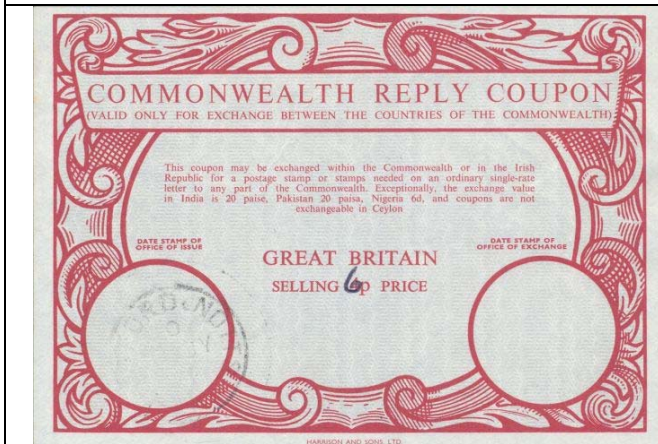 COMMONWEALTH REPLY COUPON
(VALID ONLY FOR EXCHANGE BETWEEN THE COUNTRIES OF THE COMMONWEALTH)
This coupon may be exchanged within the Commonwealth or in the Irish
Republic for a postage stamp or stamps needed on an ordinary single-rate
letter to any part of the Commonwealth. Exceptionally, the exchange value
in India is 20 paise, Pakistan 20 paisa, Nigeria 6d, and coupons are not
exchangeable in Ceylon
DATE STAMP OF
OFFICE OF ISSUE
DATE STAMP OF
OFFICE OF EXCHANGE
GREAT BRITAIN
SELLING 6p PRICE
HARRISON AND SONS, LTD